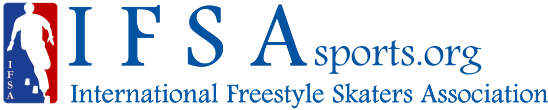 IFSA
I F S A sports.org
International Freestyle Skaters Association